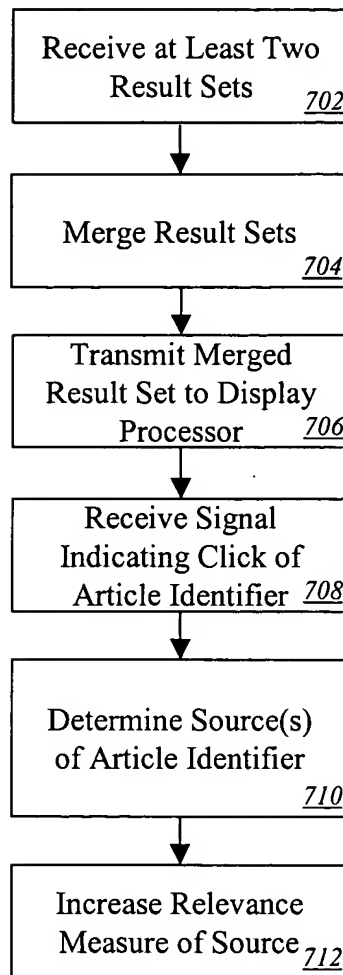 Receive at Least Two
Result Sets
702
Merge Result Sets
704
Transmit Merged
Result Set to Display
Processor
706
Receive Signal
Indicating Click of
Article Identifier
708
Determine Source(s)
of Article Identifier
710
Increase Relevance
Measure of Source
712